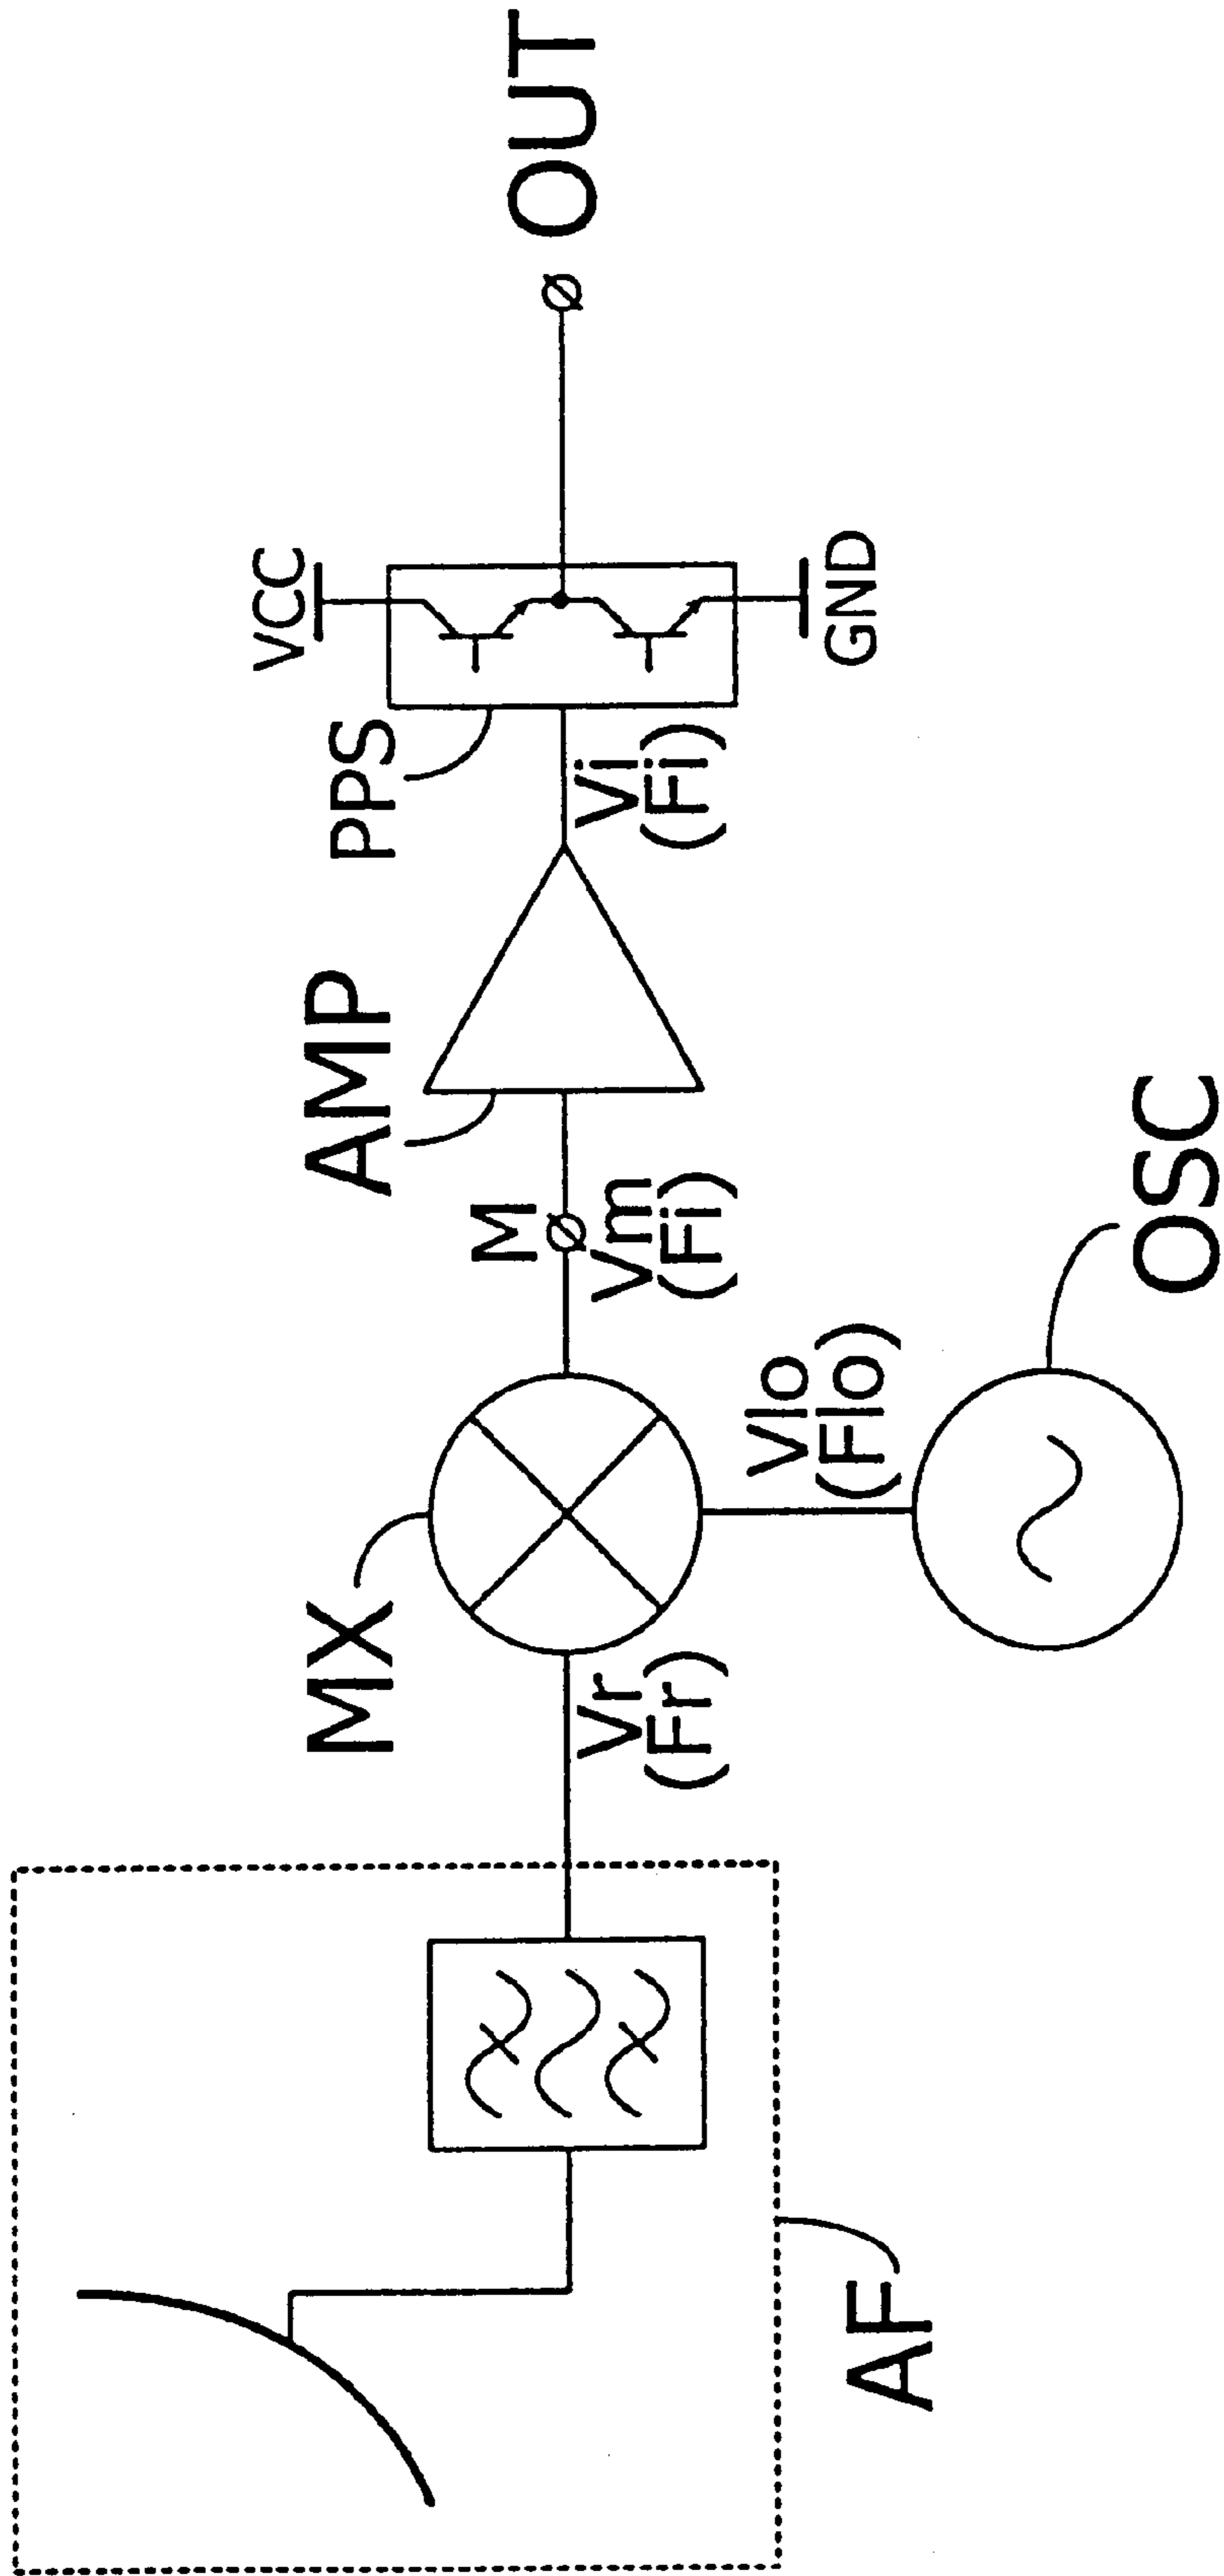 AF
MX
Vr
(Fr)
Vlo
(Flo)
OSC
M
Vm
(Fi)
AMP
Vi
(Fi)
PPS
VCC
GND
OUT